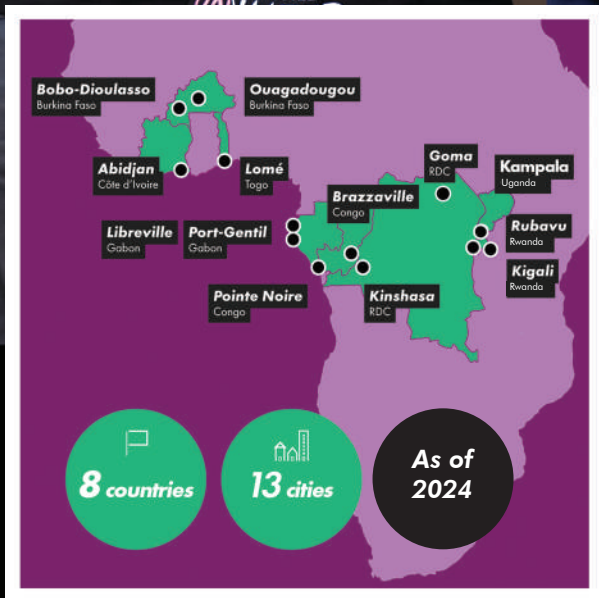 Bobo-Dioulasso
Burkina Faso
Ouagadougou
Burkina Faso
Abidjan
Côte d'Ivoire
Lomé
Togo
Goma
RDC
Kampala
Uganda
Brazzaville
Congo
Libreville
Gabon
Port-Gentil
Gabon
Rubavu
Rwanda
Kigali
Rwanda
Pointe Noire
Congo
Kinshasa
RDC
8 countries
13 cities
As of
2024